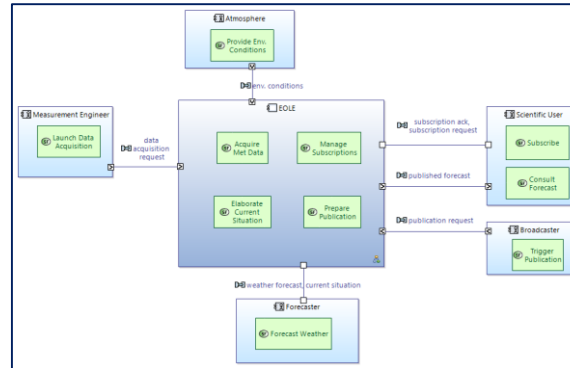 Atmosphere
Provide Env.
Conditions
env. conditions
Measurement Engineer
Launch Data
Acquisition
data
acquisition
request
EOLE
Acquire
Met Data
Manage
Subscriptions
Elaborate
Current
Situation
Prepare
Publication
subscription ack,
subscription request
published forecast
publication request
Scientific User
Subscribe
Consult
Forecast
Broadcaster
Trigger
Publication
weather forecast, current situation
Forecaster
Forecast Weather